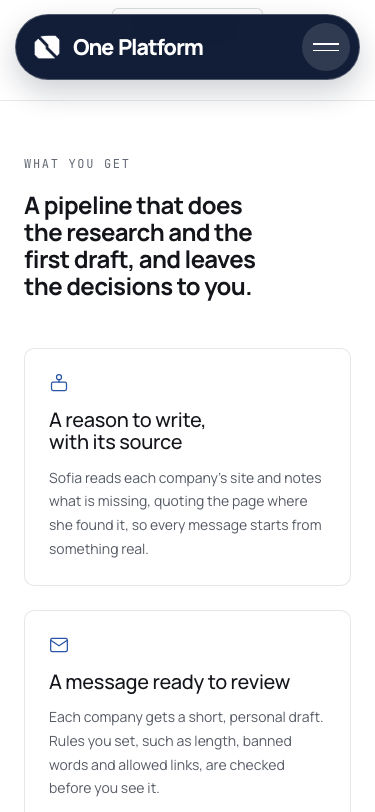 One Platform
WHAT YOU GET
A pipeline that does
the research and the
first draft, and leaves
the decisions to you.
A reason to write,
with its source
Sofia reads each company's site and notes
what is missing, quoting the page where
she found it, so every message starts from
something real.
A message ready to review
Each company gets a short, personal draft.
Rules you set, such as length, banned
words and allowed links, are checked
before you see it.